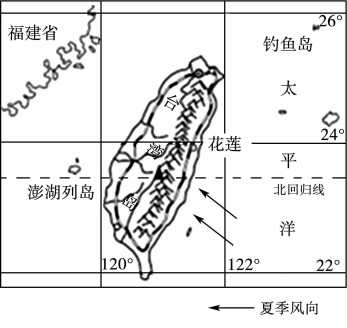 26°
福建省
钓鱼岛
台
太
湾
花莲
24°
平
澎湖列岛
岛
北回归线
洋
120°
122°
22°
夏季风向